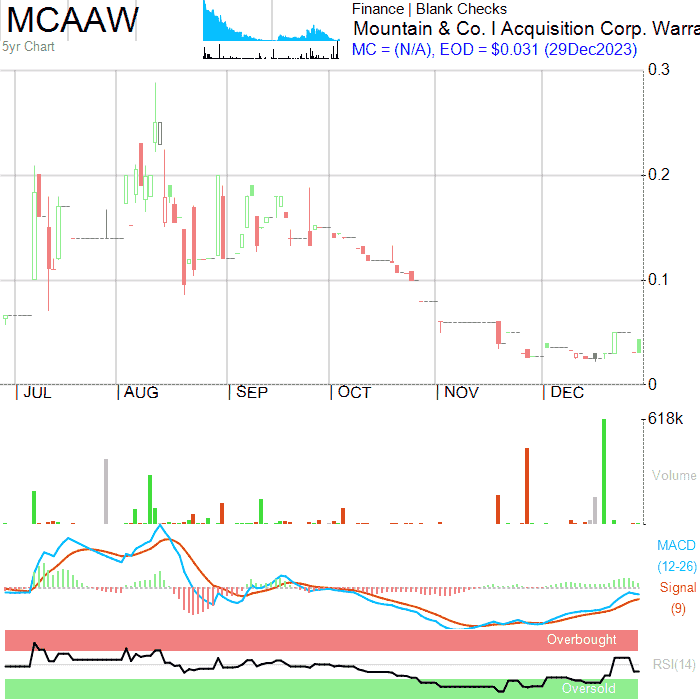 MCAAW
5yr Chart
Finance | Blank Checks
Mountain & Co. I Acquisition Corp. Warra
MC = (N/A), EOD = $0.031 (29Dec2023)
0.3
0.2
0.1
0
JUL AUG SEP OCT NOV DEC
618k
Volume
MACD
(12-26)
Signal
(9)
Overbought
RSI(14)
Oversold